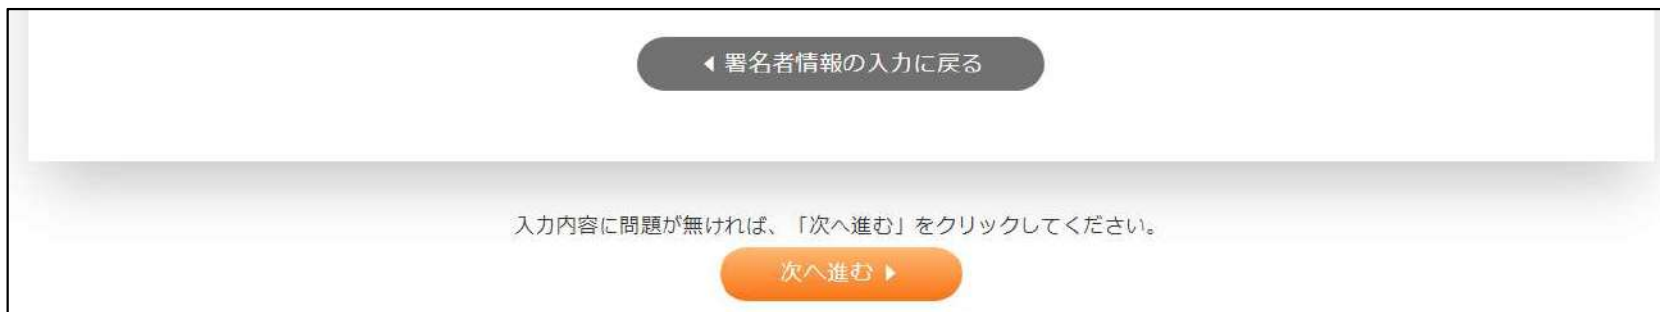 署名者情報の入力に戻る
入力内容に問題が無ければ、「次へ進む」をクリックしてください。
次へ進む